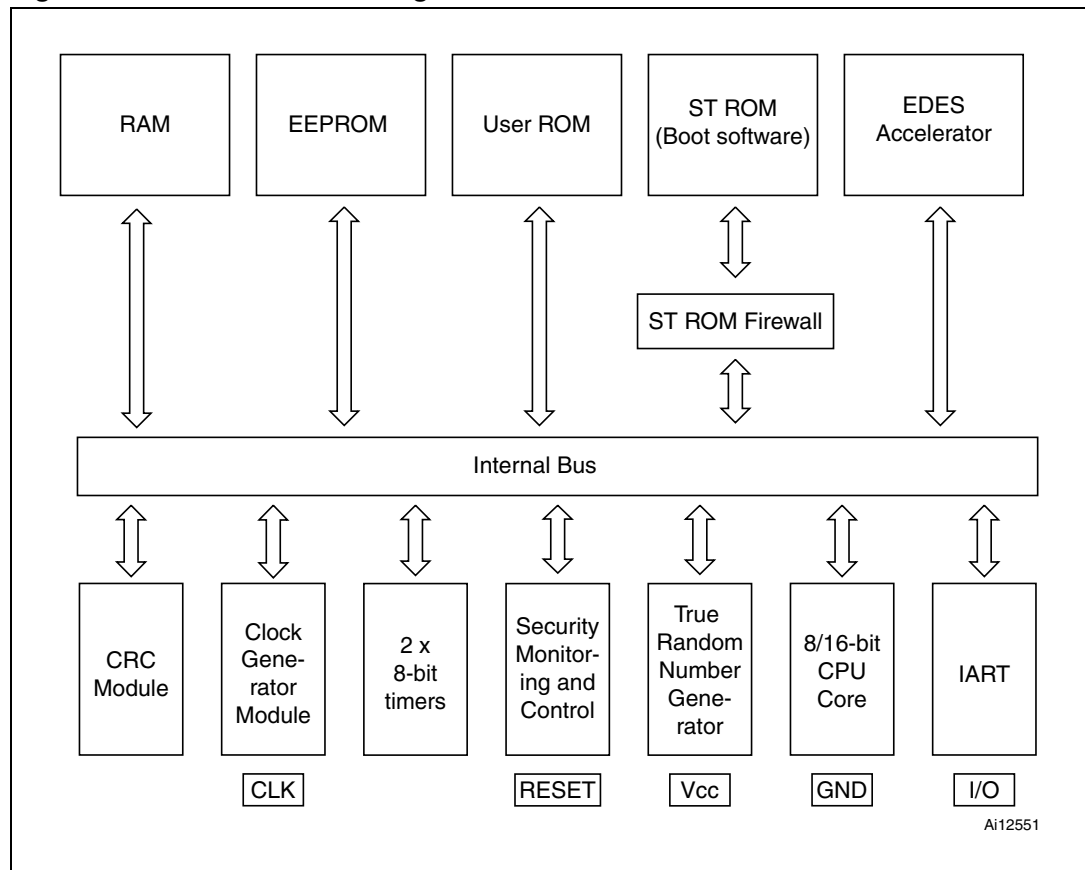 RAM
EEPROM
User ROM
ST ROM
(Boot software)
EDES
Accelerator
ST ROM Firewall
Internal Bus
CRC
Module
Clock
Gene-
rator
Module
2 x
8-bit
timers
Security
Monitor-
ing and
Control
True
Random
Number
Gene-
rator
8/16-bit
CPU
Core
IART
CLK
RESET
Vcc
GND
I/O
Ai12551